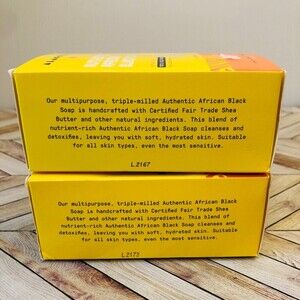 Our multipurpose, triple-milled Authentic African Black
Soap is handcrafted with Certified Fair Trade Shea
Butter and other natural ingredients. This blend of
nutrient-rich Authentic African Black Soap cleanses and
detoxifies, leaving you with soft, hydrated skin. Suitable
for all skin types, even the most sensitive.
L.2167
Our multipurpose, triple-milled Authentic African Black
Soap is handcrafted with Certified Fair Trade Shea
Butter and other natural ingredients. This blend of
nutrient-rich Authentic African Black Soap cleanses and
detoxifies, leaving you with soft, hydrated skin. Suitable
for all skin types, even the most sensitive.